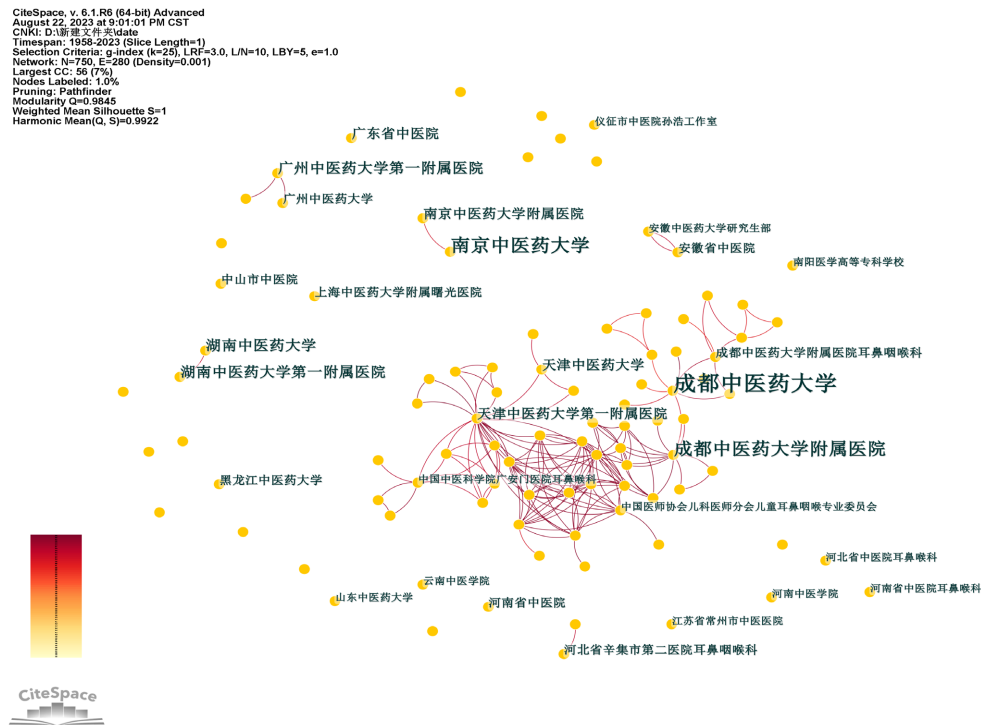 CiteSpace, v. 6.1.R6 (64-bit) Advanced
August 22, 2023 at 9:01:01 PM CST
CNKI: D:\新建文件夹\date
Timespan: 1958-2023 (Slice Length=1)
Selection Criteria: g-index (k=25), LRF=3.0, L/N=10, LBY=5, e=1.0
Network: N=750, E=280 (Density=0.001)
Largest CC: 56 (7%)
Nodes Labeled: 1.0%
Pruning: Pathfinder
Modularity Q=0.9845
Weighted Mean Silhouette S=1
Harmonic Mean(Q, S)=0.9922
仪征市中医院孙浩工作室
广东省中医院
广州中医药大学第一附属医院
广州中医药大学
南京中医药大学附属医院
安徽中医药大学研究生部
南京中医药大学
安徽省中医院
南阳医学高等专科学校
中山市中医院
上海中医药大学附属曙光医院
湖南中医药大学
成都中医药大学附属医院耳鼻咽喉科
天津中医药大学
湖南中医药大学第一附属医院
成都中医药大学
天津中医药大学第一附属医院
成都中医药大学附属医院
黑龙江中医药大学
中国中医科学院广安门医院耳鼻喉科
中国医师协会儿科医师分会儿童耳鼻咽喉专业委员会
河北省中医院耳鼻喉科
云南中医学院
河南省中医院耳鼻喉科
山东中医药大学
河南中医学院
河南省中医院
江苏省常州市中医医院
河北省辛集市第二医院耳鼻咽喉科
CiteSpace